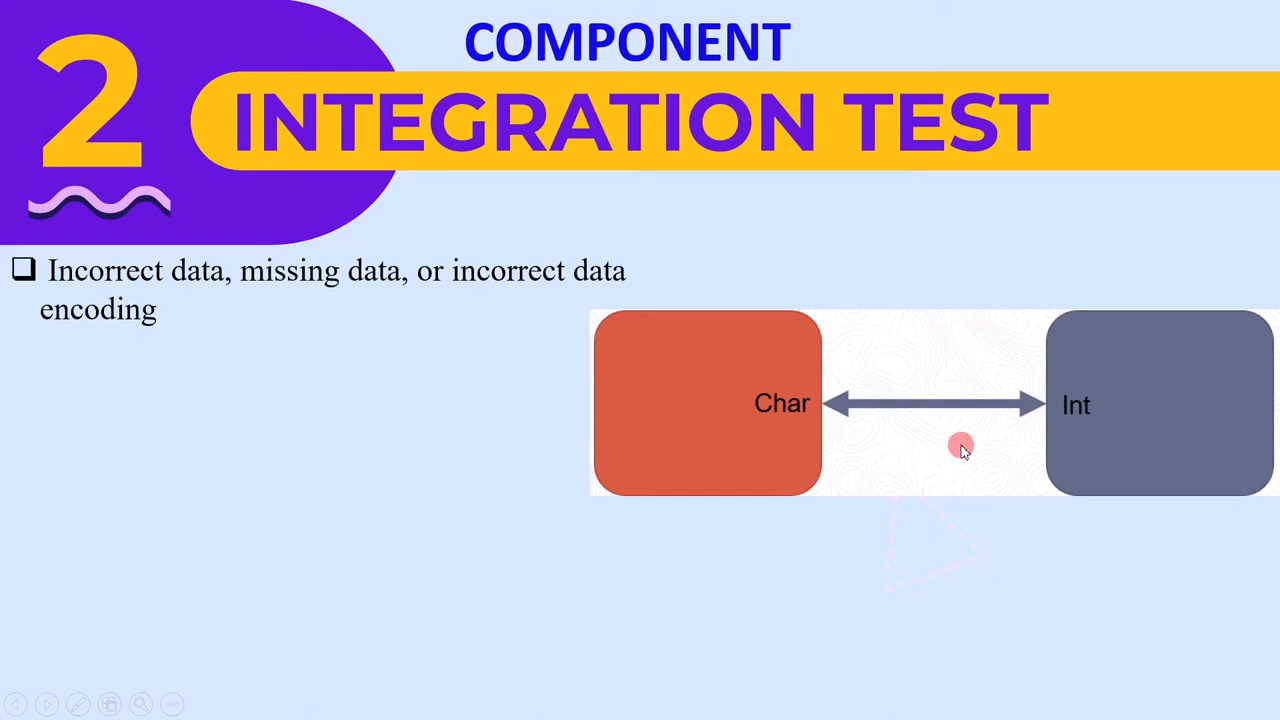 2
COMPONENT
INTEGRATION TEST
Incorrect data, missing data, or incorrect data
encoding
Char
Int